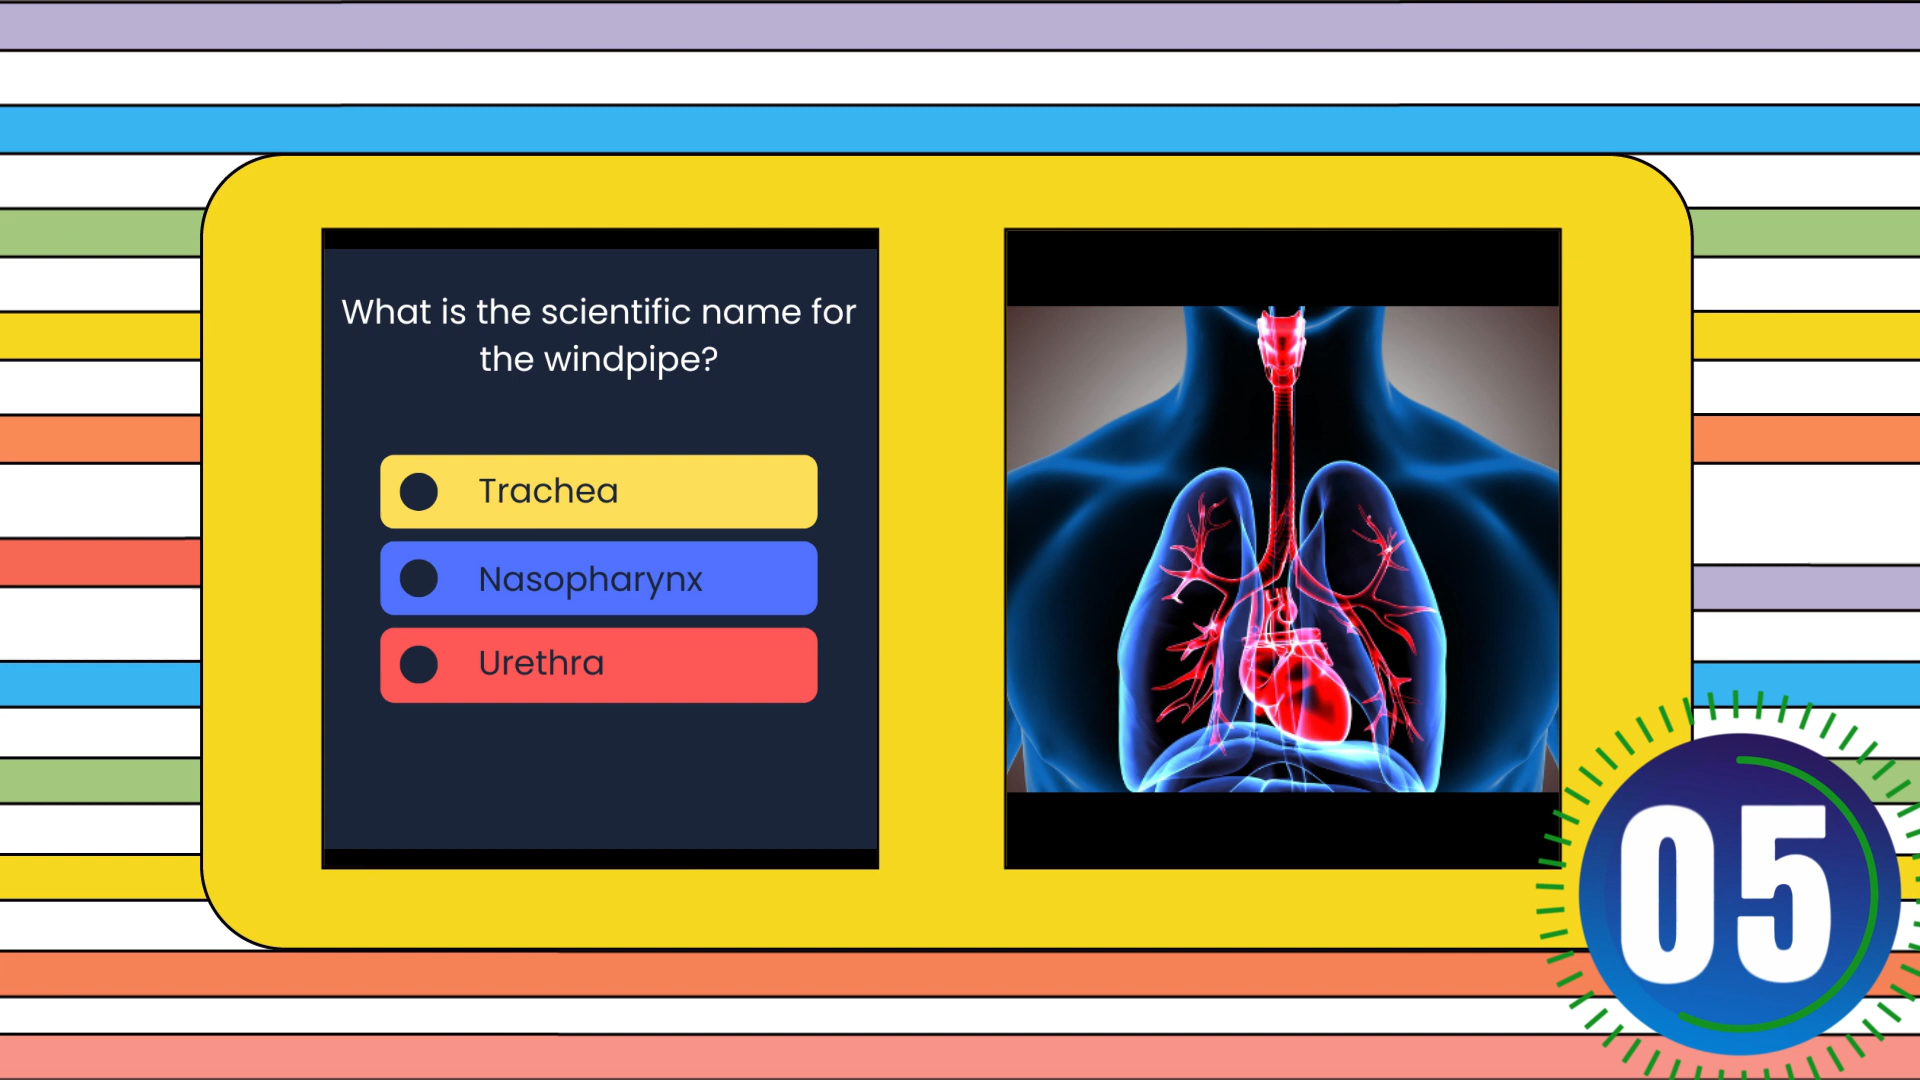 What is the scientific name for
the windpipe?
Trachea
Nasopharynx
Urethra
05